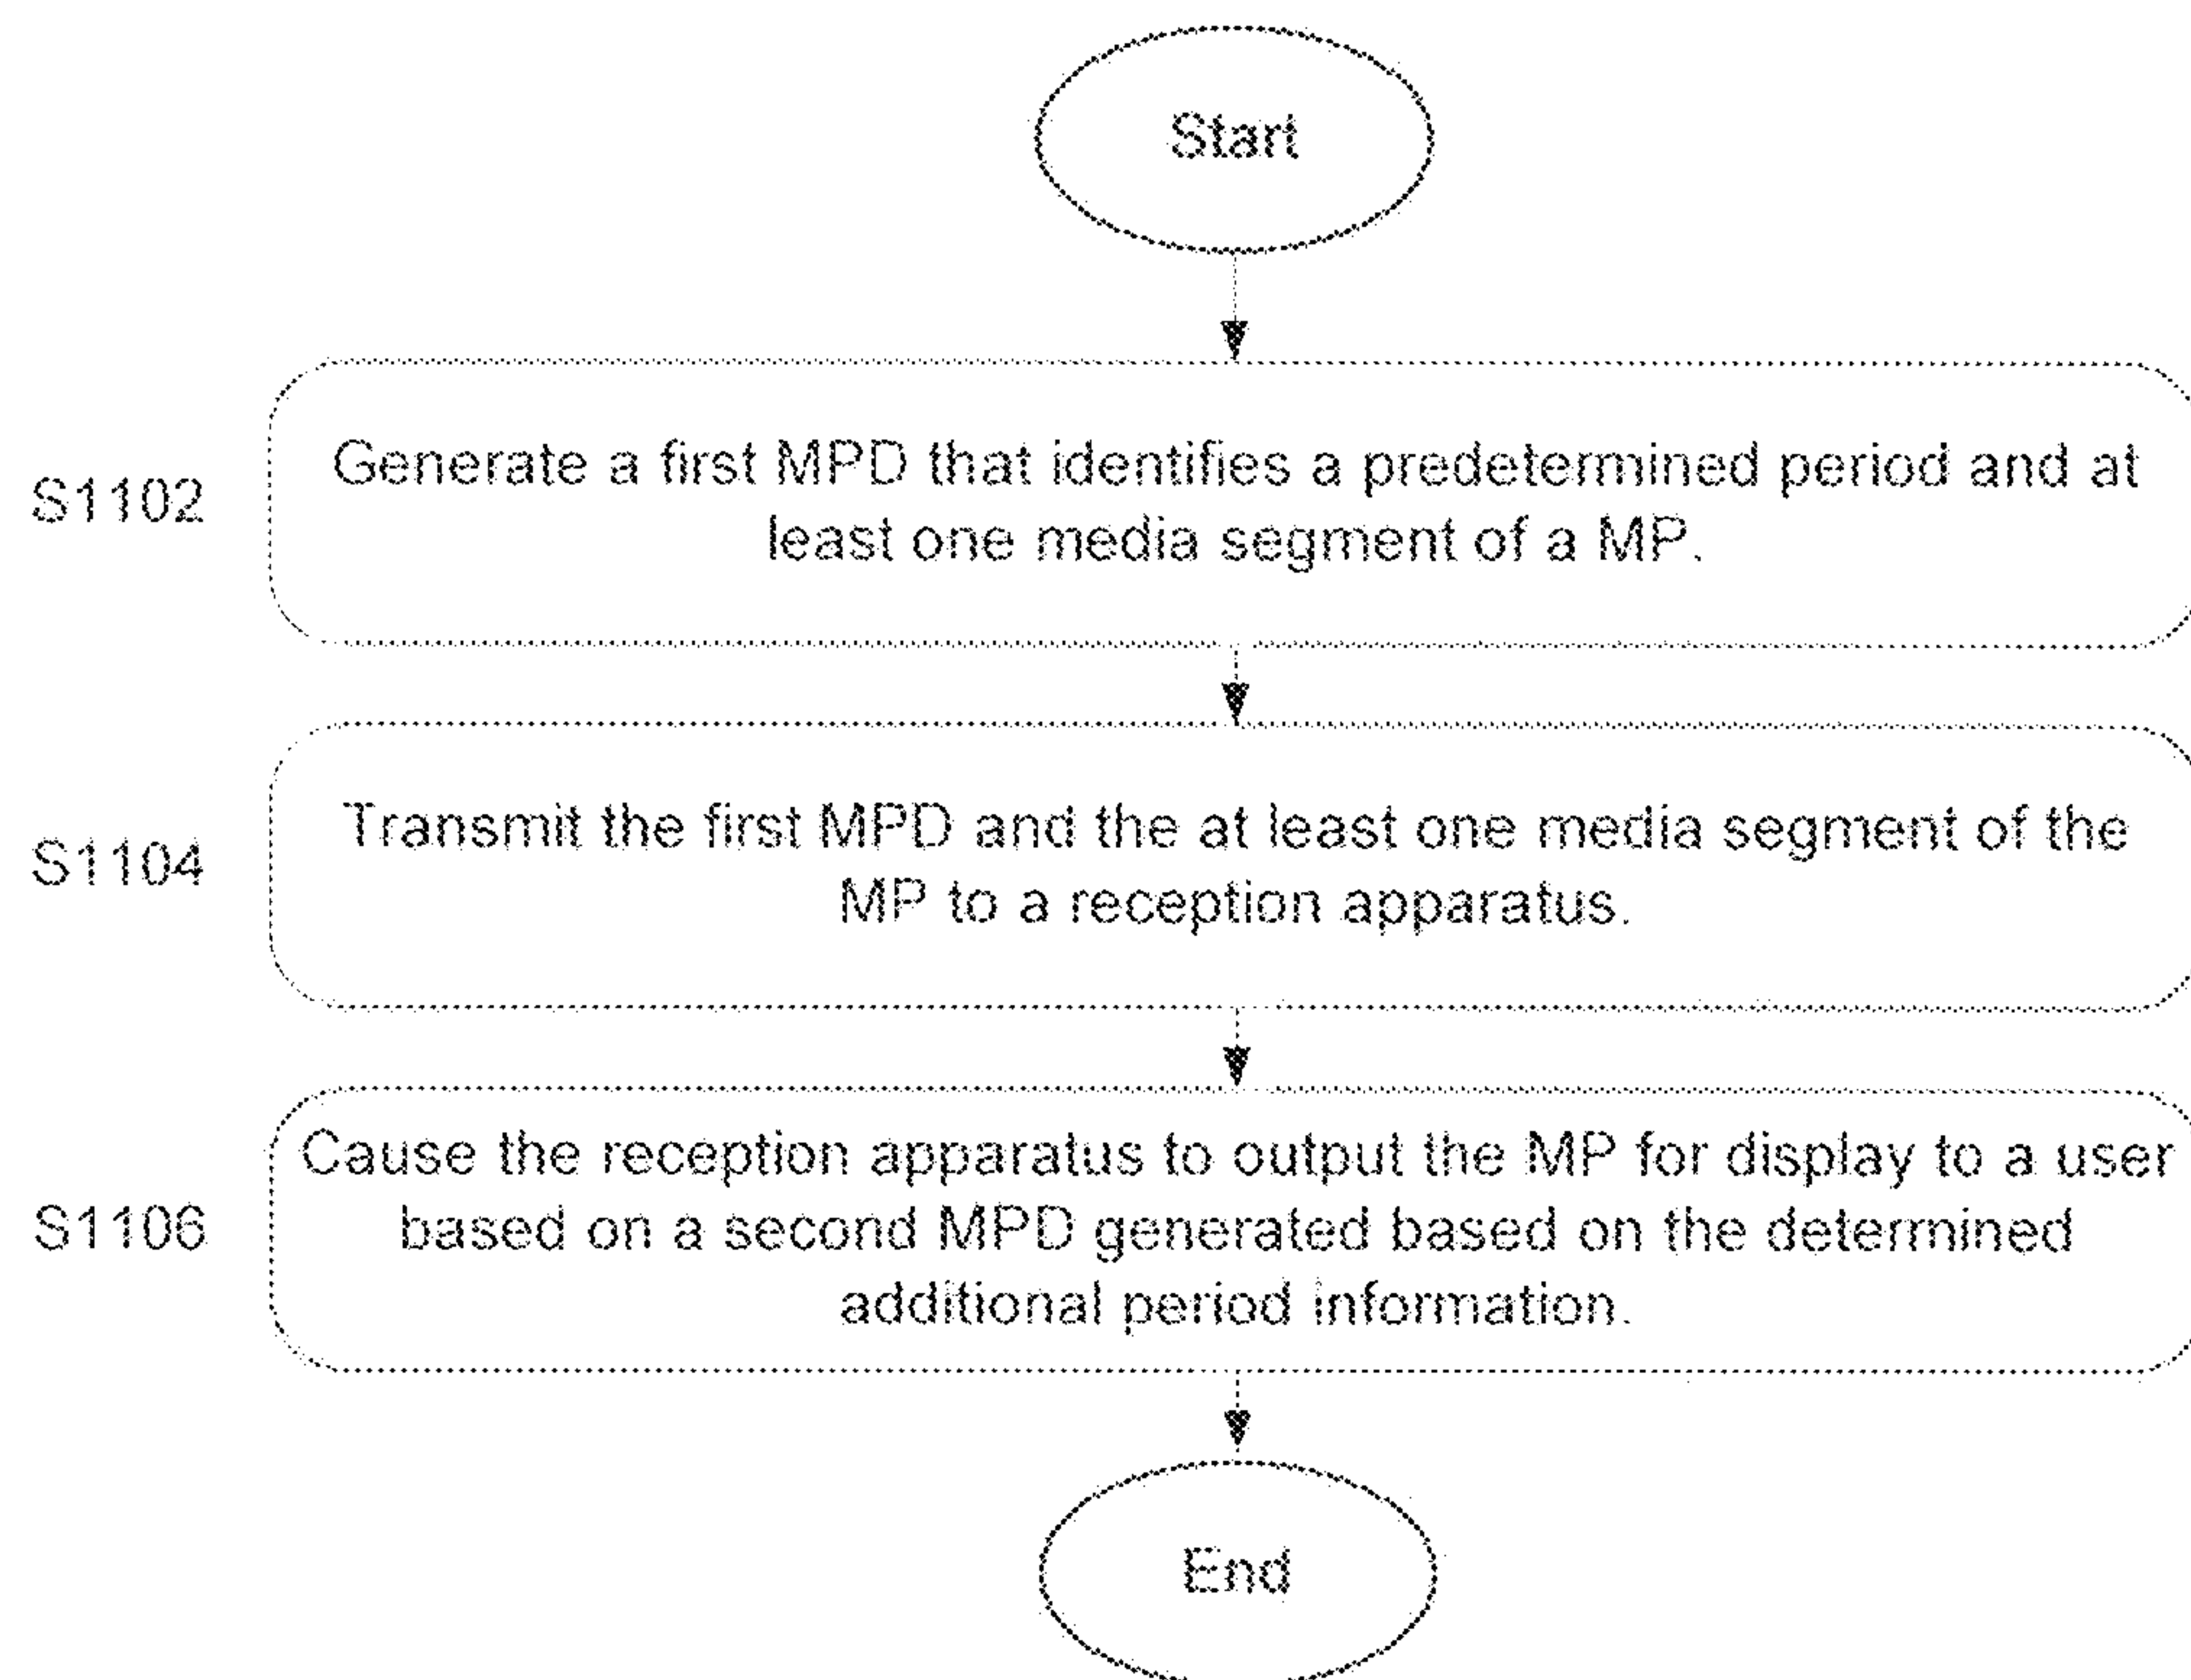 Start
S1102
Generate a first MPD that identifies a predetermined period and at
least one media segment of a MP.
S1104
Transmit the first MPD and the at least one media segment of the
MP to a reception apparatus.
S1106
Cause the reception apparatus to output the MP for display to a user
based on a second MPD generated based on the determined
additional period information.
End